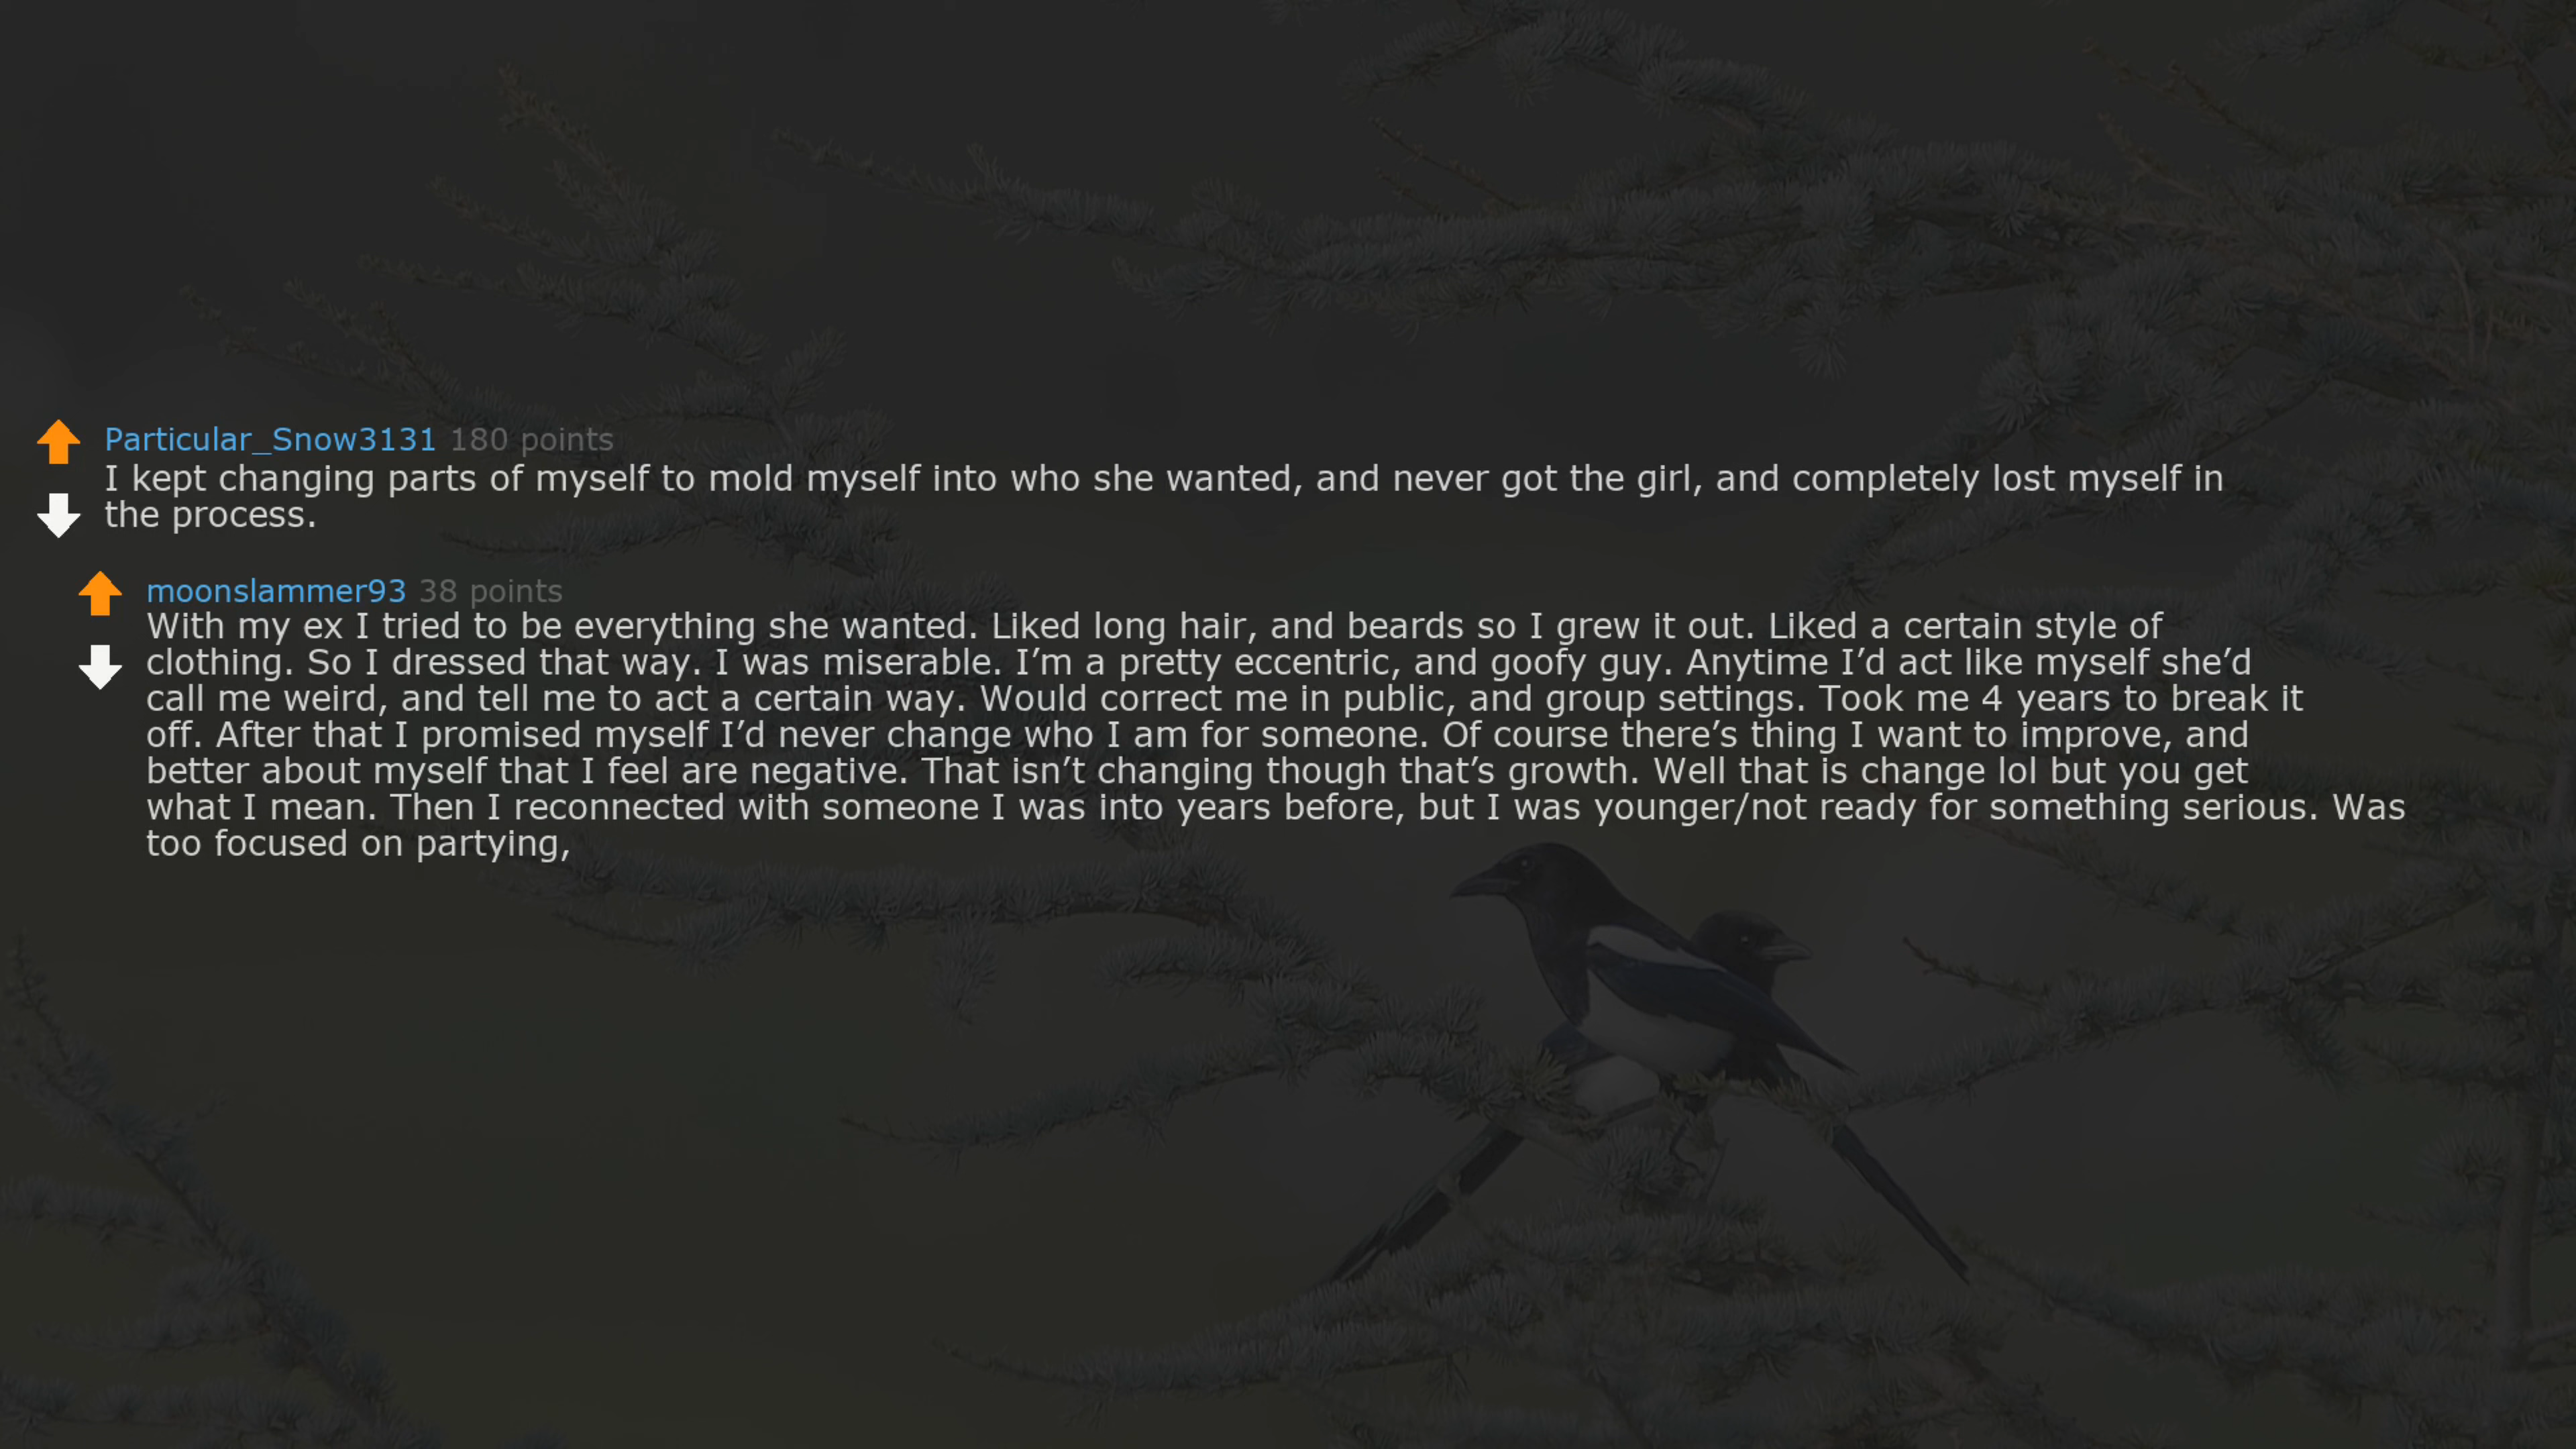 Particular_Snow3131 180 points
I kept changing parts of myself to mold myself into who she wanted, and never got the girl, and completely lost myself in
the process.
moonslammer93 38 points
With my ex I tried to be everything she wanted. Liked long hair, and beards so I grew it out. Liked a certain style of
clothing. So I dressed that way. I was miserable. I’m a pretty eccentric, and goofy guy. Anytime I’d act like myself she’d
call me weird, and tell me to act a certain way. Would correct me in public, and group settings. Took me 4 years to break it
off. After that I promised myself I’d never change who I am for someone. Of course there’s thing I want to improve, and
better about myself that I feel are negative. That isn’t changing though that’s growth. Well that is change lol but you get
what I mean. Then I reconnected with someone I was into years before, but I was younger/not ready for something serious. Was
too focused on partying,